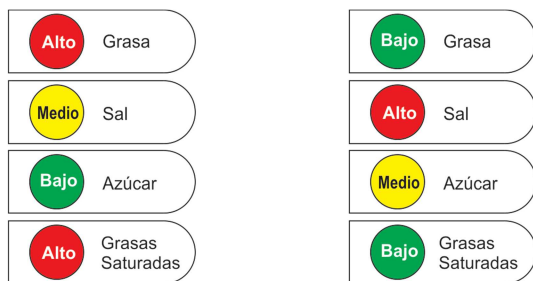 Alto Grasa
Medio Sal
Bajo Azúcar
Alto Grasas
Saturadas
Bajo Grasa
Alto Sal
Medio Azúcar
Bajo Grasas
Saturadas